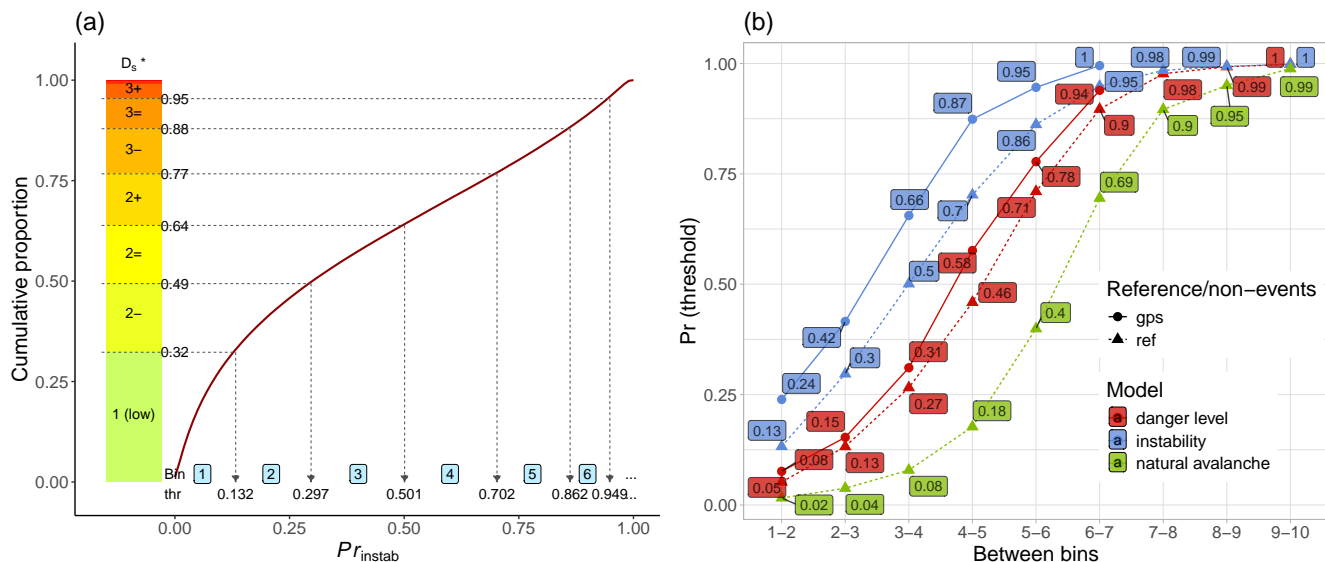 (a)
D_s *
1.00
0.75
0.50
0.25
0.00
Cumulative proportion
3+
3=
3−
2+
2=
2−
1 (low)
0.95
0.88
0.77
0.64
0.49
0.32
Bin 1 2 3 4 5 6 ...
thr 0.132 0.297 0.501 0.702 0.862 0.949...
0.00 0.25 0.50 0.75 1.00
Pr_instab
(b)
1.00
0.75
0.50
0.25
0.00
Pr (threshold)
0.24 0.42 0.66 0.87 0.95 1
0.13 0.3 0.5 0.7 0.86 0.95 0.98 0.99 1
0.08 0.15 0.31 0.58 0.78 0.94
0.05 0.13 0.27 0.46 0.71 0.9 0.98 0.99 1
0.02 0.04 0.08 0.18 0.4 0.69 0.9 0.95 0.99
Reference/non−events
gps
ref
Model
a danger level
a instability
a natural avalanche
1−2 2−3 3−4 4−5 5−6 6−7 7−8 8−9 9−10
Between bins